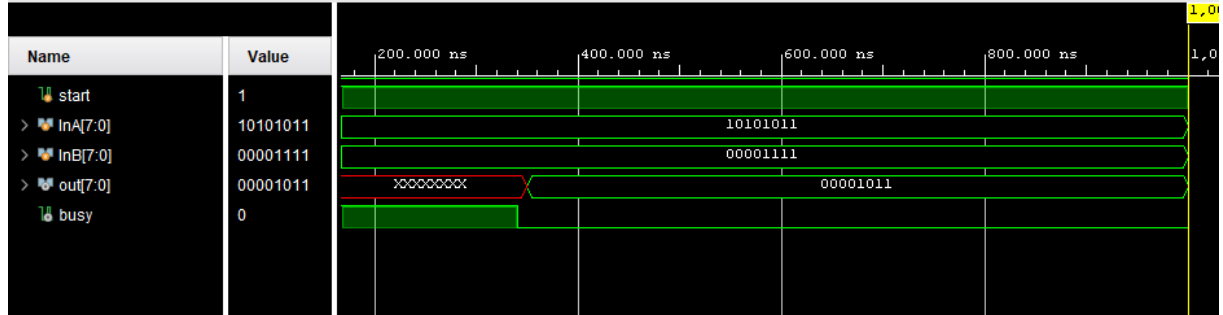 1,00
Name Value 200.000 ns 400.000 ns 600.000 ns 800.000 ns 1,0
start 1
InA[7:0] 10101011 10101011
InB[7:0] 00001111 00001111
out[7:0] 00001011 XXXXXXXX 00001011
busy 0